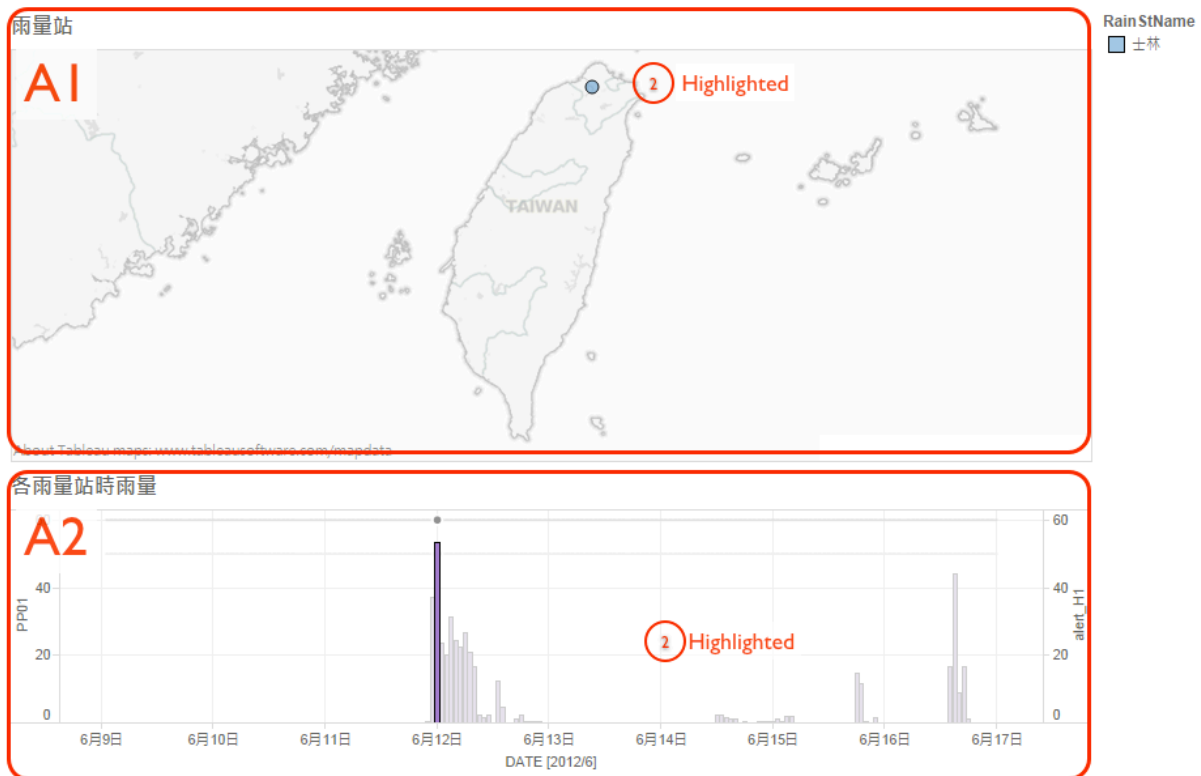 雨量站
RainStName
士林
A1
2 Highlighted
TAIWAN
About Tableau maps: www.tableausoftware.com/mapdata
各雨量站時雨量
A2
60
40
40
20
20
0
0
PP01
alert_H1
2 Highlighted
6月9日 6月10日 6月11日 6月12日 6月13日 6月14日 6月15日 6月16日 6月17日
DATE [2012/6]